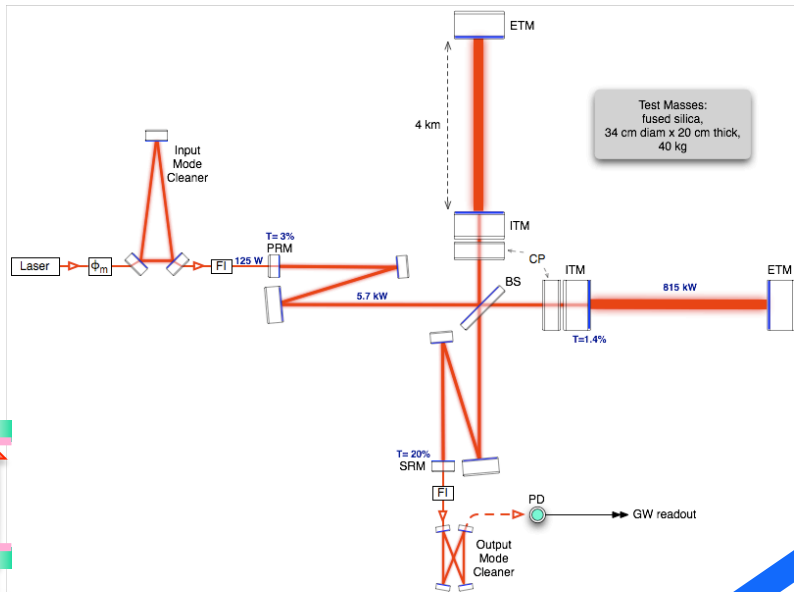 ETM
4 km
Test Masses:
fused silica,
34 cm diam x 20 cm thick,
40 kg
Input
Mode
Cleaner
ITM
T= 3%
PRM
CP
Laser
Φm
FI
125 W
BS
ITM
ETM
5.7 kW
815 kW
T=1.4%
T= 20%
SRM
FI
PD
GW readout
Output
Mode
Cleaner